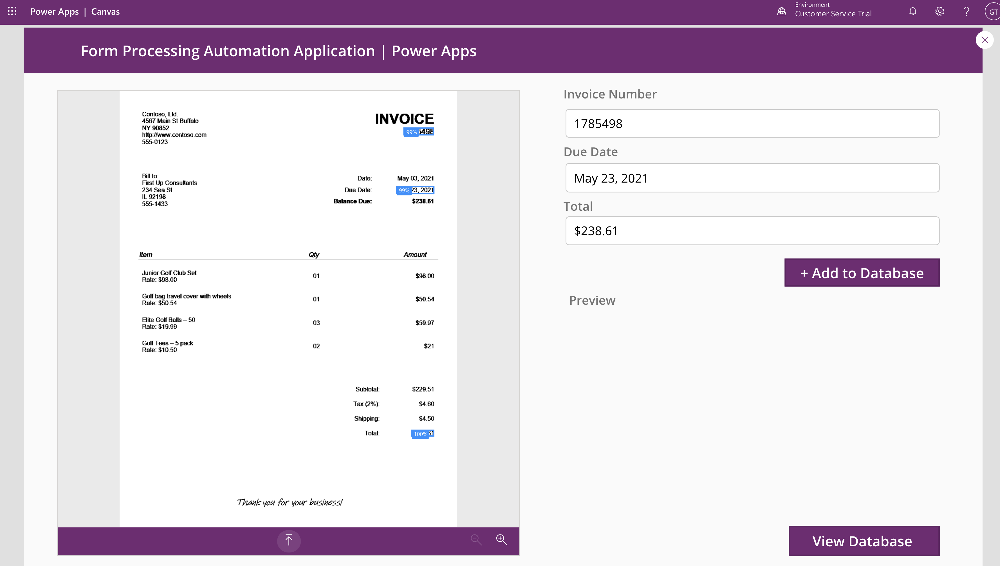 Power Apps | Canvas
Environment
Customer Service Trial
GT
Form Processing Automation Application | Power Apps
Contoso, Ltd.
4567 Main St Buffalo
NY 90852
http://www.contoso.com
555-0123
INVOICE
99% 5498
Bill to:
First Up Consultants
234 Sea St
IL 92198
555-1433
Date: May 03, 2021
Due Date: 99% 23, 2021
Balance Due: $238.61
Item Qty Amount
Junior Golf Club Set
Rate: $98.00
01 $98.00
Golf bag travel cover with wheels
Rate: $50.54
01 $50.54
Elite Golf Balls – 50
Rate: $19.99
03 $59.97
Golf Tees – 5 pack
Rate: $10.50
02 $21
Subtotal: $229.51
Tax (2%): $4.60
Shipping: $4.50
Total: 100%
Thank you for your business!
Invoice Number
1785498
Due Date
May 23, 2021
Total
$238.61
+ Add to Database
Preview
View Database